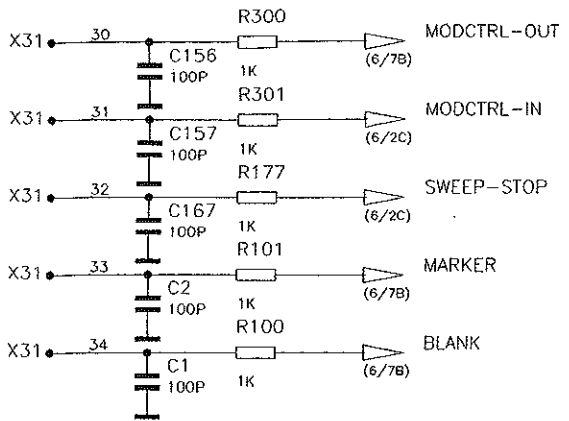 R300
X31 30 MODCTRL-OUT
C156 (6/7B)
100P 1K
R301
X31 31 MODCTRL-IN
C157 (6/2C)
100P 1K
R177
X31 32 SWEEP-STOP
C167 (6/2C)
100P 1K
R101
X31 33 MARKER
C2 (6/7B)
100P 1K
R100
X31 34 BLANK
C1 (6/7B)
100P 1K